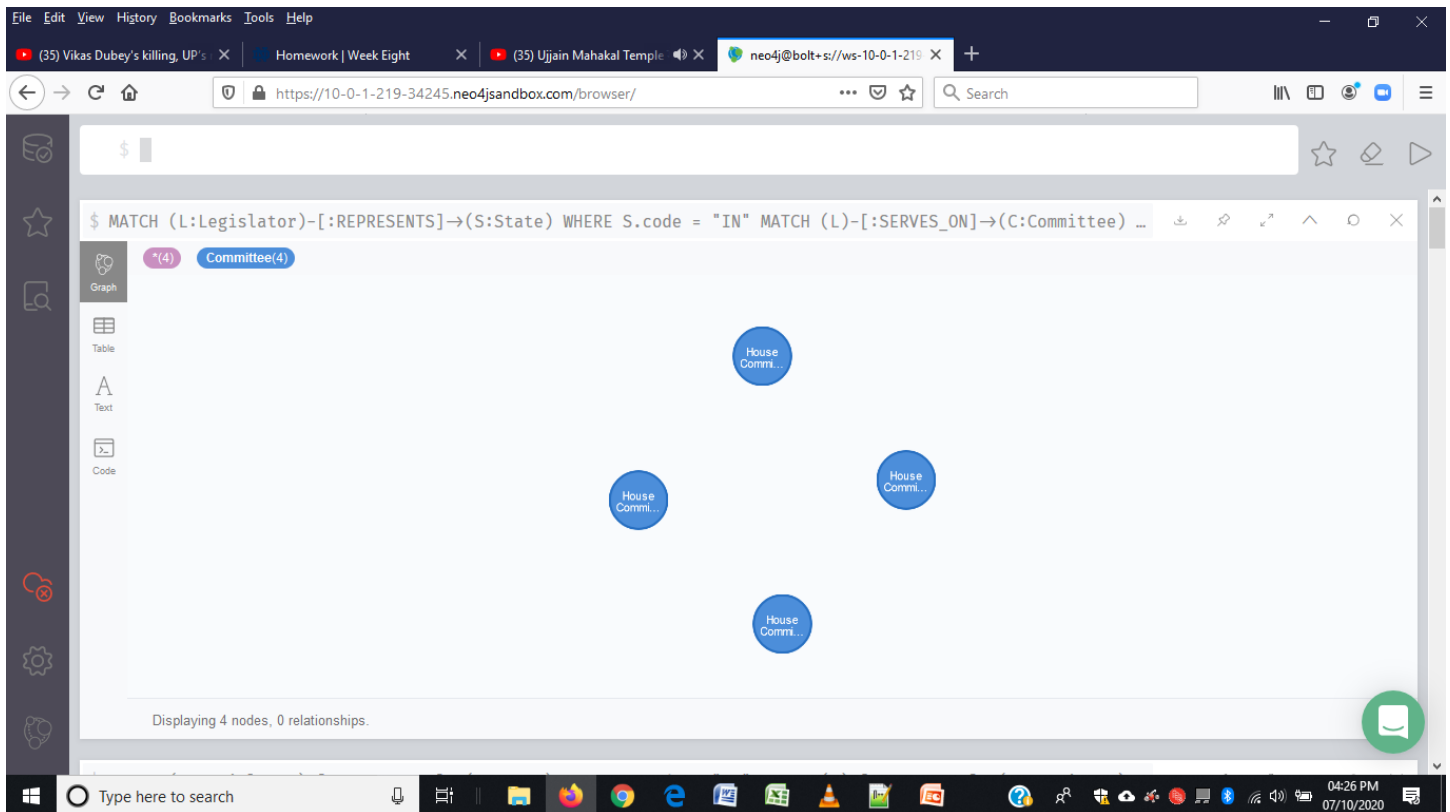 File Edit View History Bookmarks Tools Help
(35) Vikas Dubey's killing, UP's
Homework | Week Eight
(35) Ujjain Mahakal Temple
neo4j@bolt+s://ws-10-0-1-219
https://10-0-1-219-34245.neo4jsandbox.com/browser/
Search
$
$ MATCH (L:Legislator)-[:REPRESENTS]→(S:State) WHERE S.code = "IN" MATCH (L)-[:SERVES_ON]→(C:Committee) …
*(4) Committee(4)
Graph
Table
A
Text
Code
House
Commi...
House
Commi...
House
Commi...
House
Commi...
Displaying 4 nodes, 0 relationships.
Type here to search
04:26 PM
07/10/2020